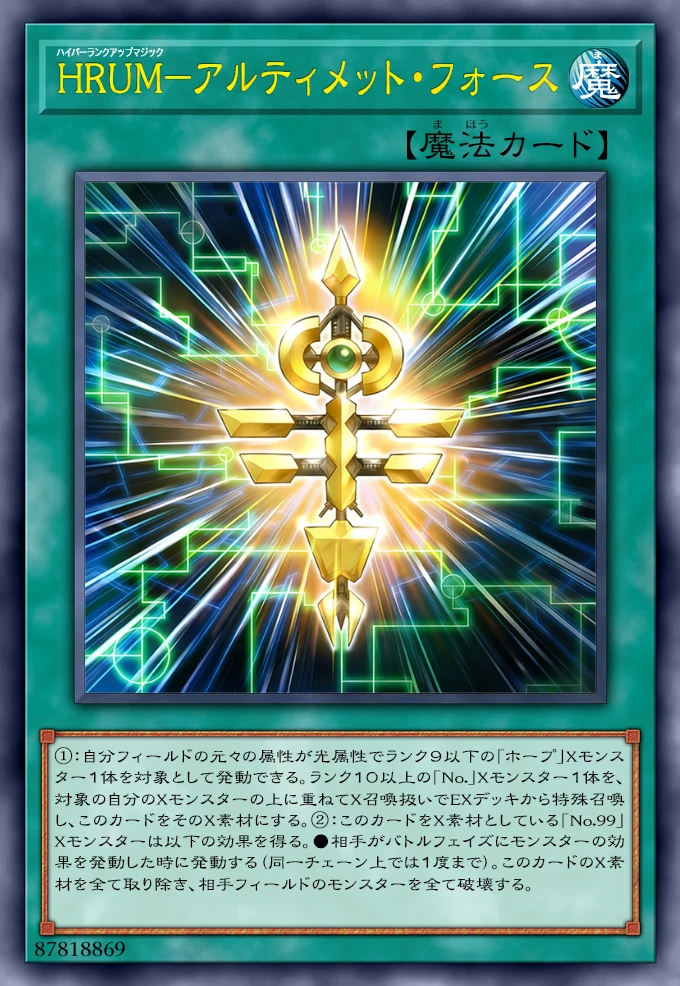 ハイパーランクアップマジック
HRUM－アルティメット・フォース
ま
魔
ま ほう
【魔法カード】
①：自分フィールドの元々の属性が光属性でランク９以下の「ホープ」Xモンス
ター１体を対象として発動できる。ランク１０以上の「No.」Xモンスター１体を、
対象の自分のXモンスターの上に重ねてX召喚扱いでEXデッキから特殊召喚
し、このカードをそのX素材にする。②：このカードをX素材としている「No.99」
Xモンスターは以下の効果を得る。●相手がバトルフェイズにモンスターの効
果を発動した時に発動する（同一チェーン上では１度まで）。このカードのX素
材を全て取り除き、相手フィールドのモンスターを全て破壊する。
87818869